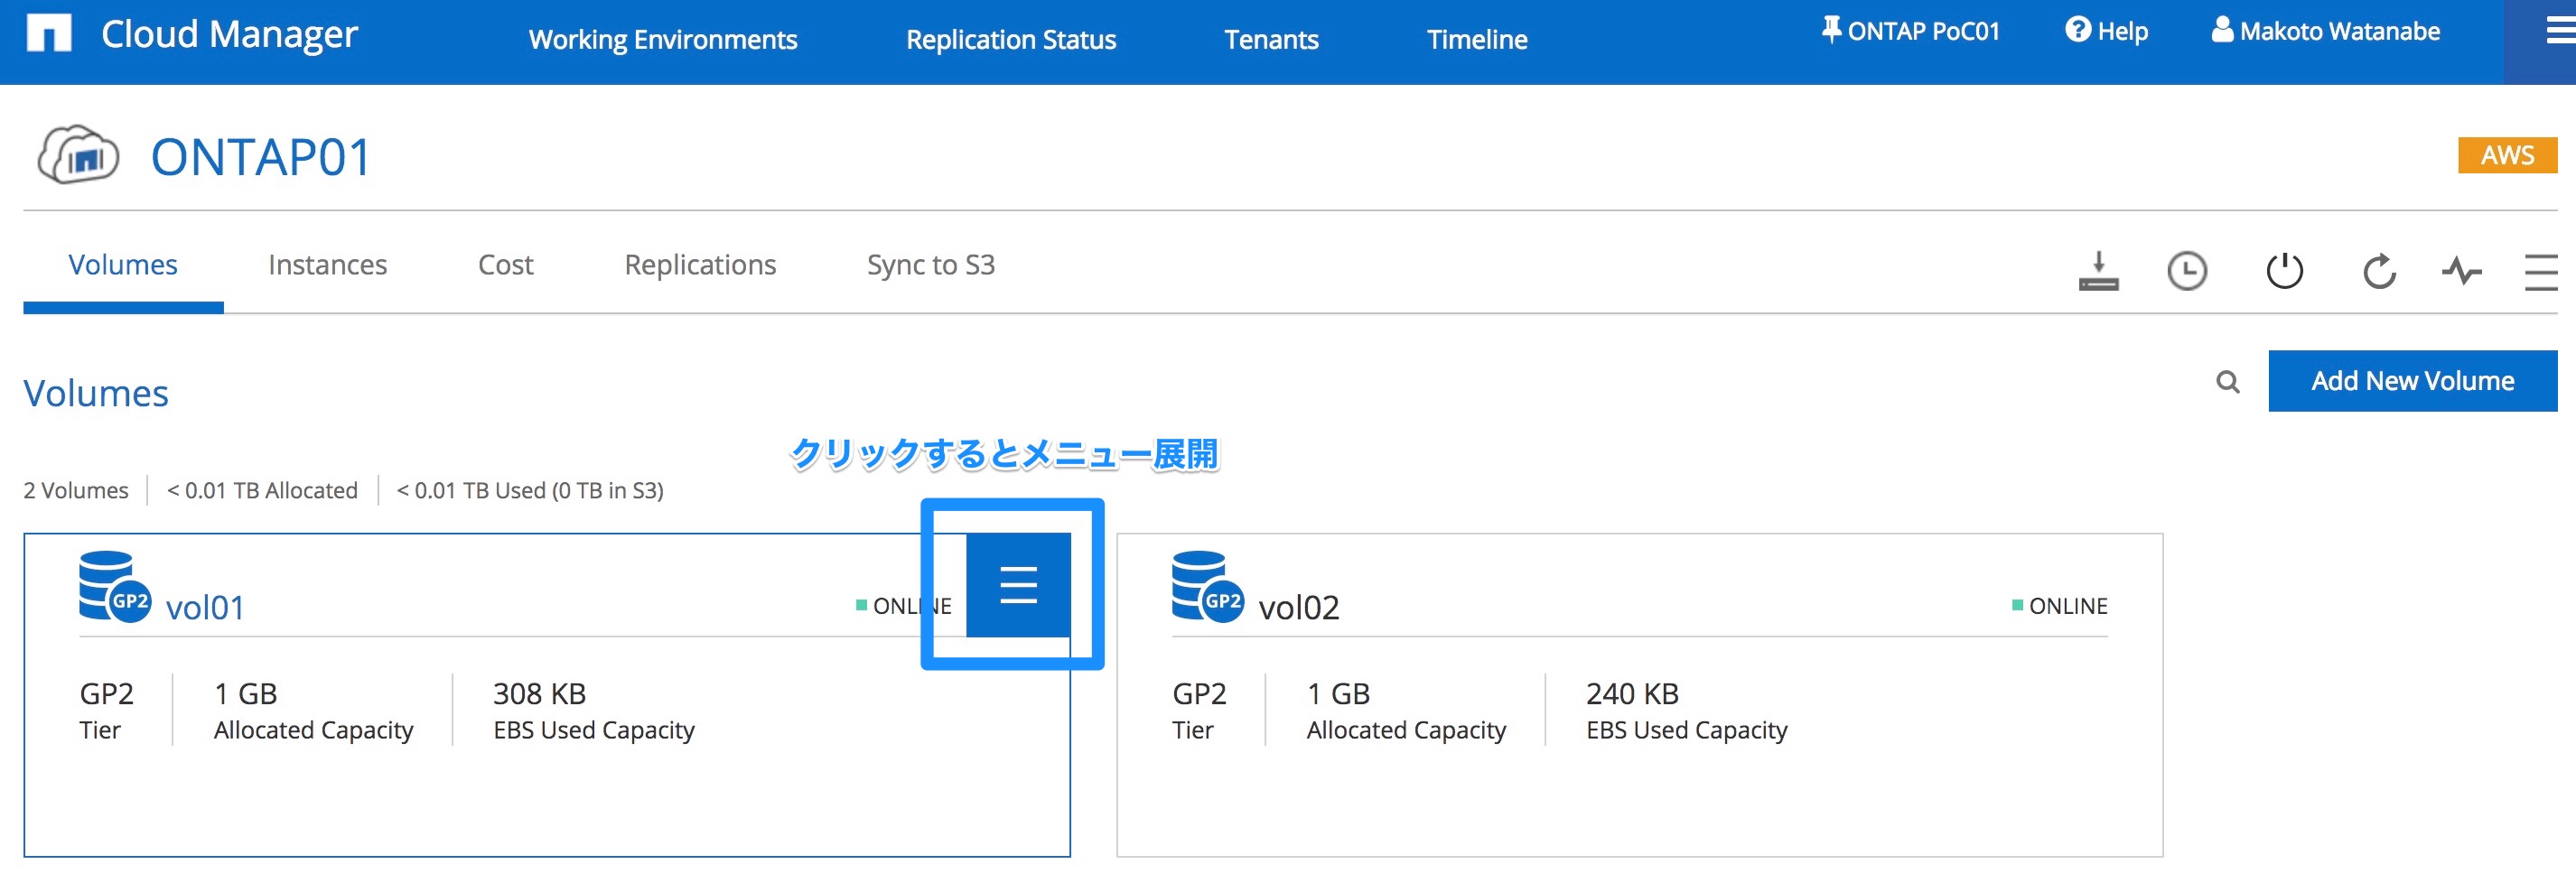 Cloud Manager
Working Environments
Replication Status
Tenants
Timeline
ONTAP PoC01
Help
Makoto Watanabe
ONTAP01
AWS
Volumes
Instances
Cost
Replications
Sync to S3
Volumes
Add New Volume
クリックするとメニュー展開
2 Volumes
< 0.01 TB Allocated
< 0.01 TB Used (0 TB in S3)
GP2
vol01
ONLINE
GP2
Tier
1 GB
Allocated Capacity
308 KB
EBS Used Capacity
GP2
vol02
ONLINE
GP2
Tier
1 GB
Allocated Capacity
240 KB
EBS Used Capacity